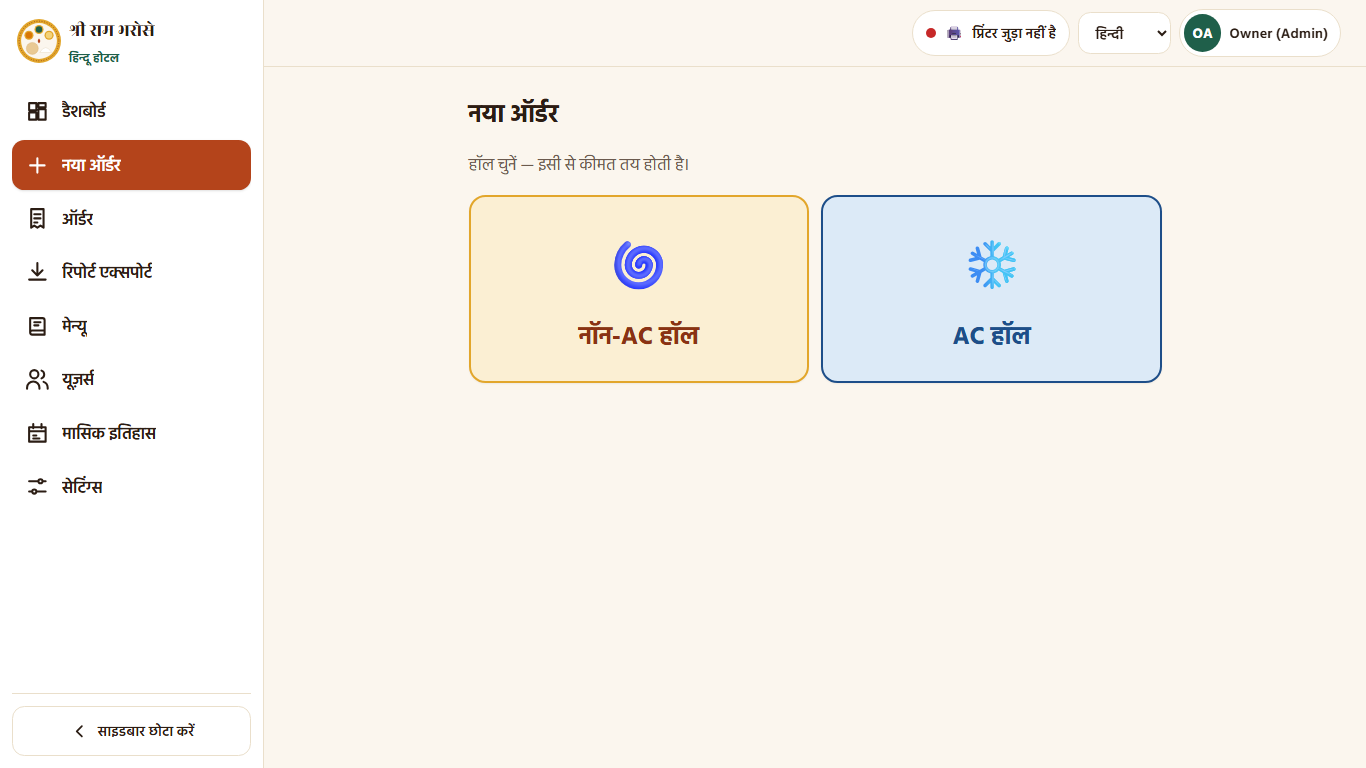 श्री राम भरोसे
हिन्दू होटल
डैशबोर्ड
नया ऑर्डर
ऑर्डर
रिपोर्ट एक्सपोर्ट
मेन्यू
यूज़र्स
मासिक इतिहास
सेटिंग्स
साइडबार छोटा करें
प्रिंटर जुड़ा नहीं है
हिन्दी
OA
Owner (Admin)
नया ऑर्डर
हॉल चुनें — इसी से कीमत तय होती है।
नॉन-AC हॉल
AC हॉल